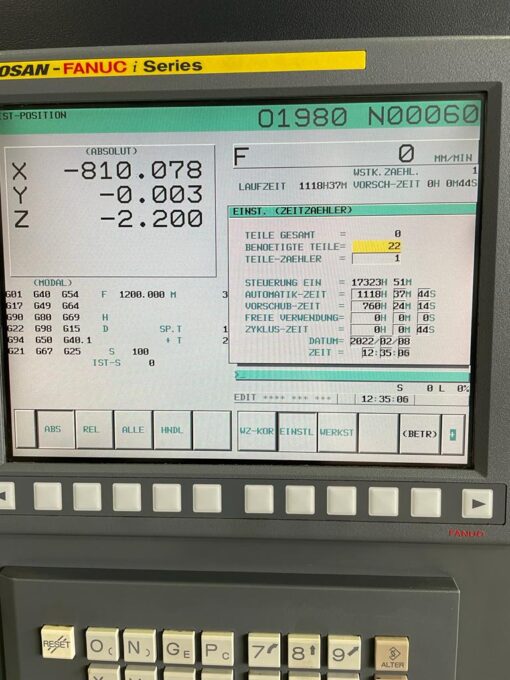 OSAN-FANUC i Series
IST-POSITION
O1980 N00060
(ABSOLUT)
X -810.078
Y -0.003
Z -2.200
F 0 MM/MIN
WSTK.ZAEHL. 1
LAUFZEIT 1118H37M VORSCH-ZEIT 0H 0M44S
EINST. (ZEITZAEHLER)
TEILE GESAMT = 0
BENOETIGTE TEILE= 22
TEILE-ZAEHLER = 1
STEUERUNG EIN = 17323H 51M
AUTOMATIK-ZEIT = 1118H 37M 44S
VORSCHUB-ZEIT = 760H 24M 14S
FREIE VERWENDUNG= 0H 0M 0S
ZYKLUS-ZEIT = 0H 0M 44S
DATUM= 2022/02/08
ZEIT = 12:35:06
(MODAL)
G01 G40 G54 F 1200.000 M 3
G17 G49 G64
G90 G80 G69 H
G22 G98 G15 D SP.T 1
G94 G50 G40.1 + T 2
G21 G67 G25 S 100
IST-S 0
>_
S 0 L 0%
EDIT **** *** *** 12:35:06
ABS REL ALLE HNDL
WZ-KOR EINSTL WERKST (BETR) +
FANUC
RESET O( N) GE PC 7 8 9 ALTER